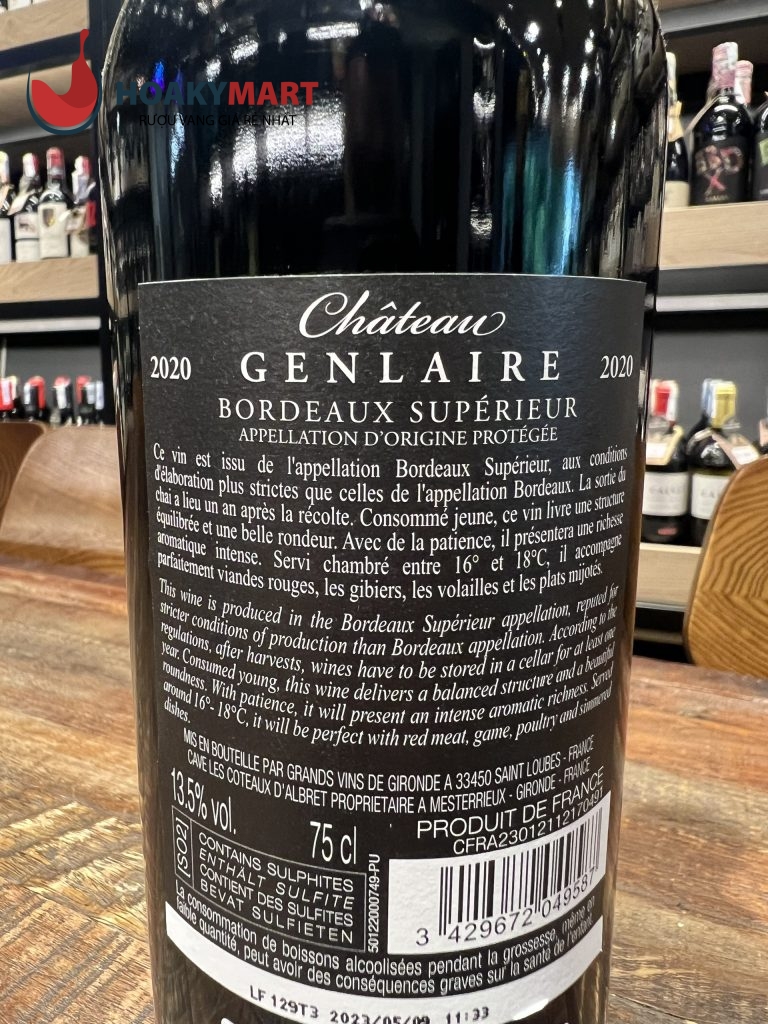 HOAKYMART
RƯỢU VANG GIÁ RẺ NHẤT
Château
2020 GENLAIRE 2020
BORDEAUX SUPÉRIEUR
APPELLATION D'ORIGINE PROTÉGÉE
Ce vin est issu de l'appellation Bordeaux Supérieur, aux conditions
d'élaboration plus strictes que celles de l'appellation Bordeaux. La sortie du
chai a lieu un an après la récolte. Consommé jeune, ce vin livre une structure
équilibrée et une belle rondeur. Avec de la patience, il présentera une richesse
aromatique intense. Servi chambré entre 16° et 18°C, il accompagne
parfaitement viandes rouges, les gibiers, les volailles et les plats mijotés.
This wine is produced in the Bordeaux Supérieur appellation, reputed for
stricter conditions of production than Bordeaux appellation. According to the
regulations, after harvests, wines have to be stored in a cellar for at least one
year. Consumed young, this wine delivers a balanced structure and a beautiful
roundness. With patience, it will present an intense aromatic richness. Served
around 16°- 18°C, it will be perfect with red meat, game, poultry and simmered
dishes.
MIS EN BOUTEILLE PAR GRANDS VINS DE GIRONDE A 33450 SAINT LOUBES - FRANCE
CAVE LES COTEAUX D'ALBRET PROPRIETAIRE A MESTERRIEUX - GIRONDE - FRANCE
13.5% vol. 75 cl
PRODUIT DE FRANCE
CFRA23012112170491
(SO2)
CONTAINS SULPHITES
ENTHÄLT SULFITE
CONTIENT DES SULFITES
BEVAT SULFIETEN
501222000749-PU
3 429672 049587
La consommation de boissons alcoolisées pendant la grossesse, même en
faible quantité, peut avoir des conséquences graves sur la santé de l'enfant.
LF 129T3 2023/05/09 11:33